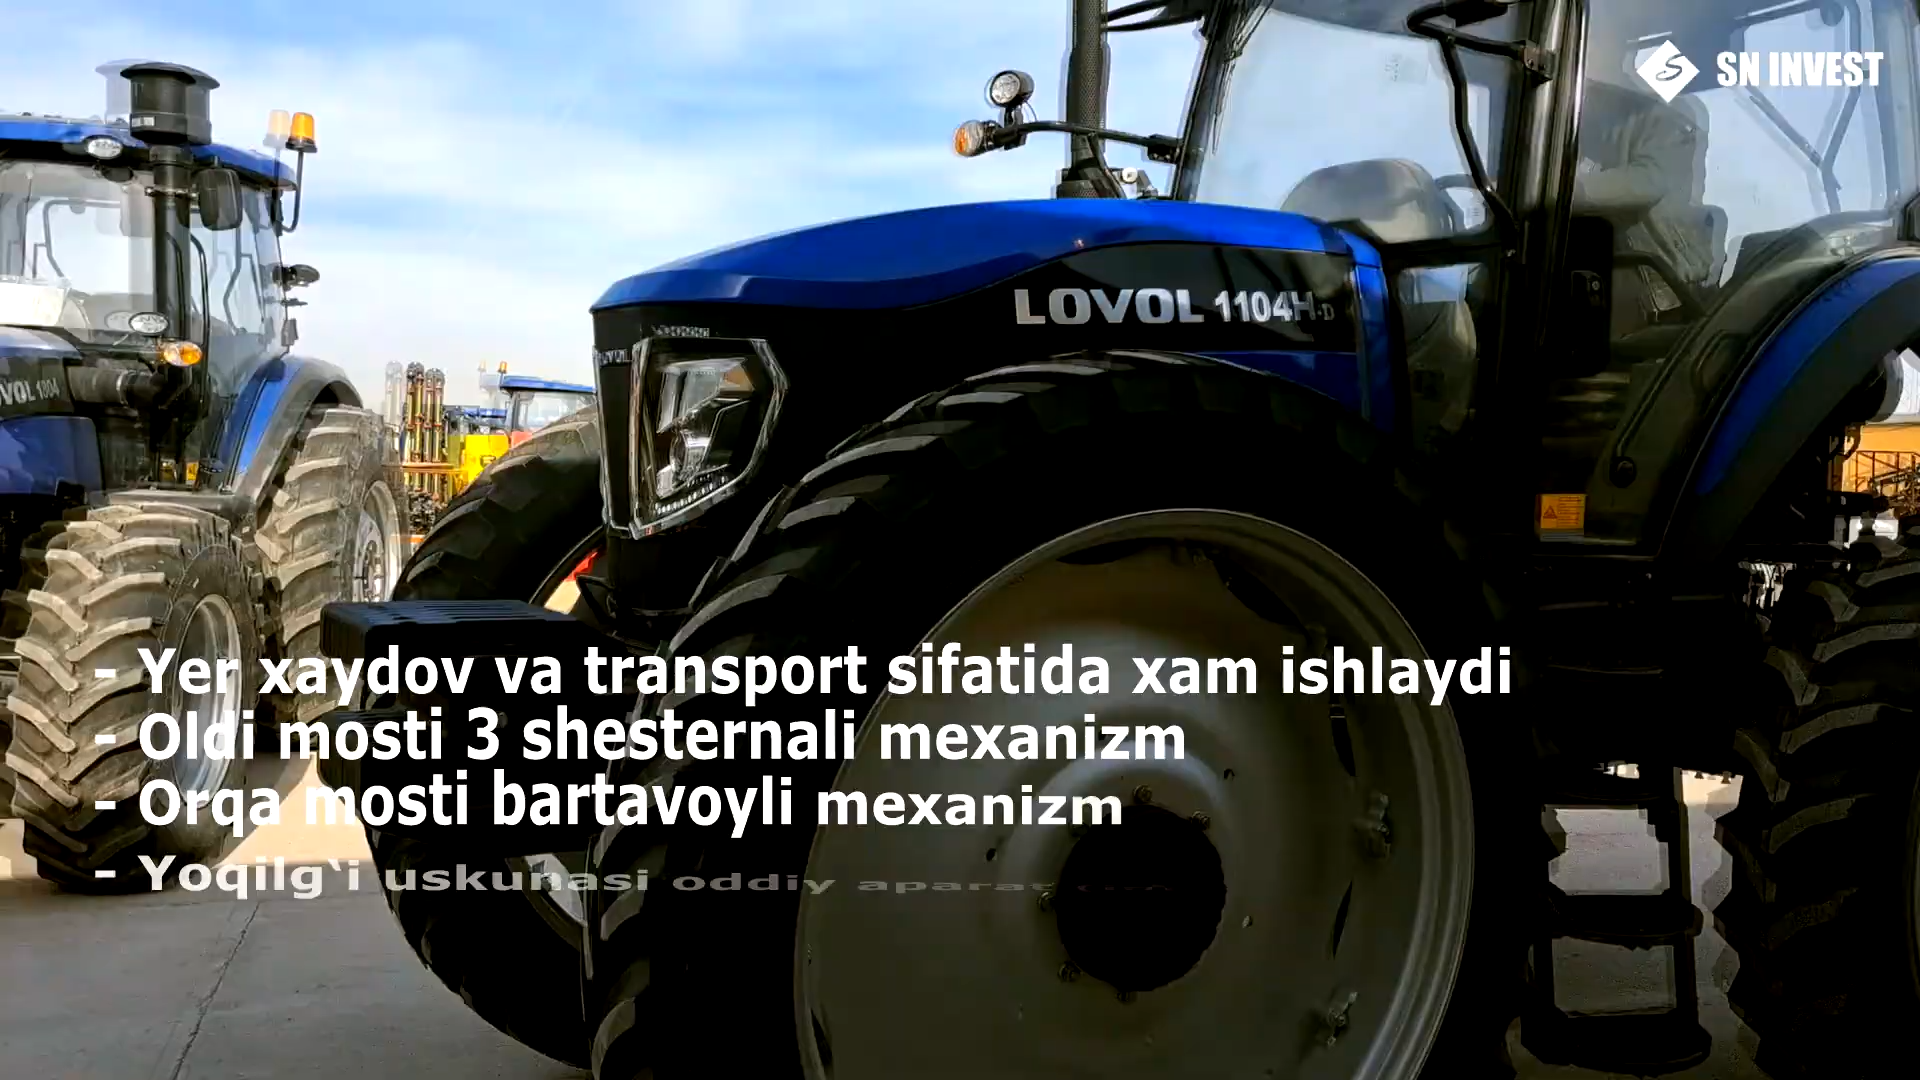 SN INVEST
LOVOL 1104H-D
LOVOL
- Yer xaydov va transport sifatida xam ishlaydi
- Oldi mosti 3 shesternali mexanizm
- Orqa mosti bartavoyli mexanizm
- Yoqilg‘i uskunasi oddiy